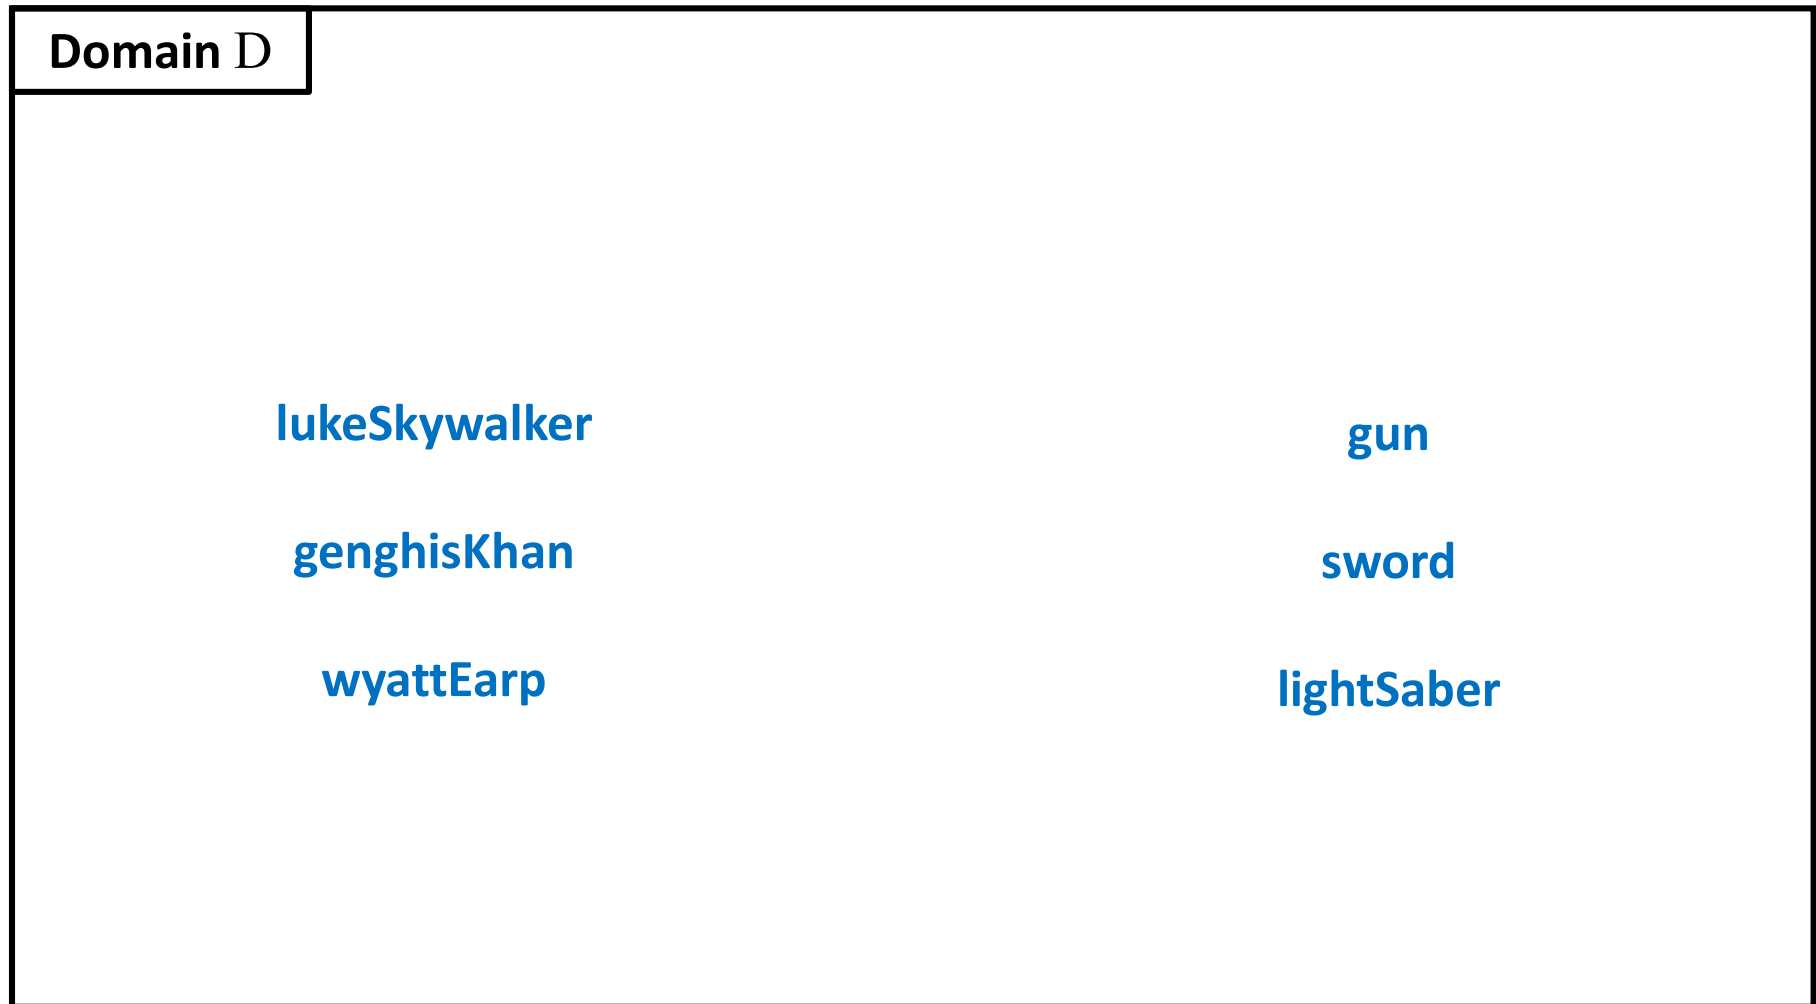 Domain D
lukeSkywalker
genghisKhan
wyattEarp
gun
sword
lightSaber